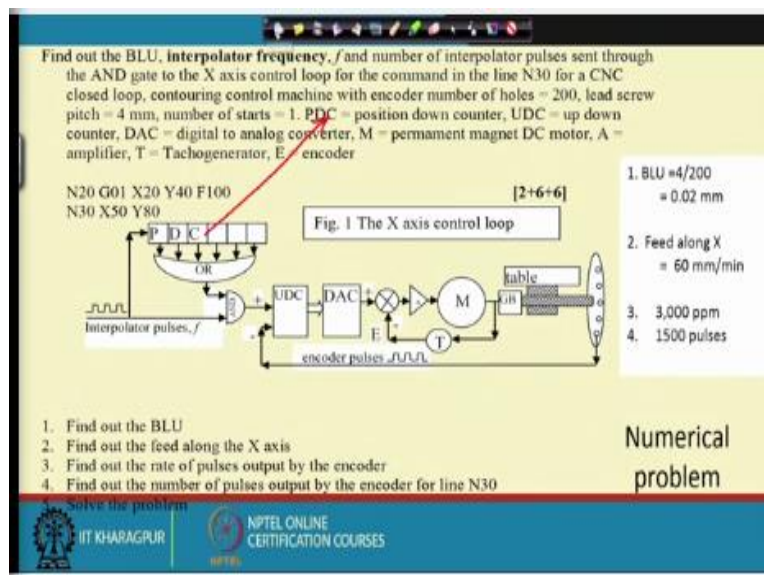 Find out the BLU, interpolator frequency, f and number of interpolator pulses sent through
the AND gate to the X axis control loop for the command in the line N30 for a CNC
closed loop, contouring control machine with encoder number of holes = 200, lead screw
pitch = 4 mm, number of starts = 1. PDC = position down counter, UDC = up down
counter, DAC = digital to analog converter, M = permament magnet DC motor, A =
amplifier, T = Tachogenerator, E = encoder
N20 G01 X20 Y40 F100
[2+6+6]
N30 X50 Y80
Fig. 1 The X axis control loop
P D C
OR
AND
+
-
UDC
DAC
+
-
M
GB
table
Interpolator pulses, f
E
T
encoder pulses
1. BLU =4/200
= 0.02 mm
2. Feed along X
= 60 mm/min
3. 3,000 ppm
4. 1500 pulses
1. Find out the BLU
2. Find out the feed along the X axis
3. Find out the rate of pulses output by the encoder
4. Find out the number of pulses output by the encoder for line N30
5. Solve the problem
Numerical
problem
IIT KHARAGPUR
NPTEL
NPTEL ONLINE
CERTIFICATION COURSES